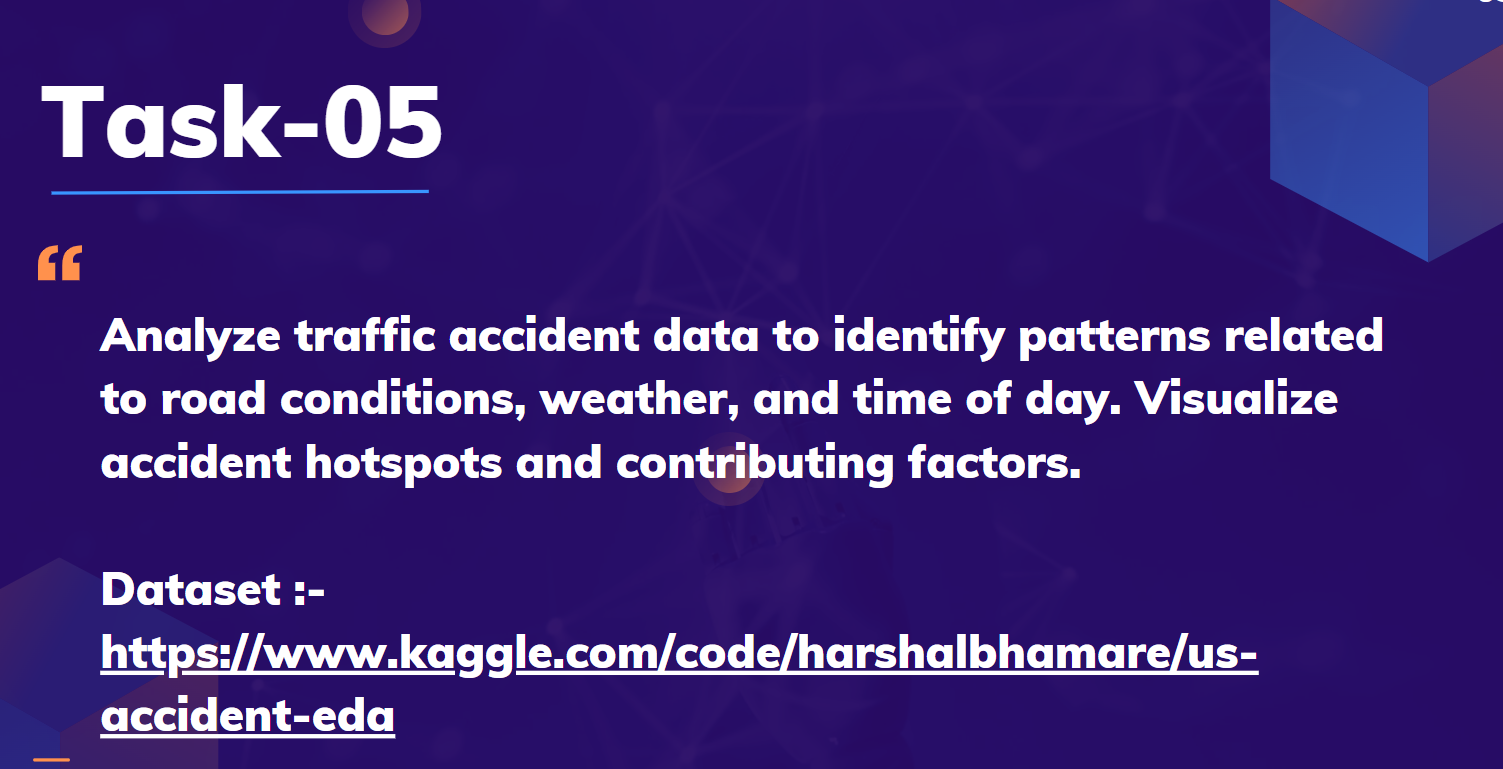 Task-05
“
Analyze traffic accident data to identify patterns related
to road conditions, weather, and time of day. Visualize
accident hotspots and contributing factors.
Dataset :-
https://www.kaggle.com/code/harshalbhamare/us-
accident-eda